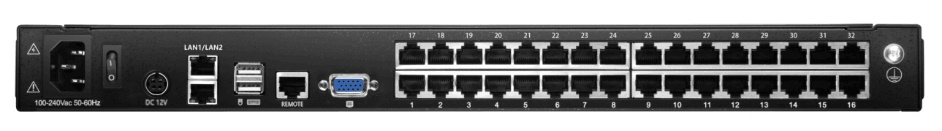 17 18 19 20 21 22 23 24 25 26 27 28 29 30 31 32
LAN1/LAN2
100-240Vac 50-60Hz
DC 12V
REMOTE
1 2 3 4 5 6 7 8 9 10 11 12 13 14 15 16